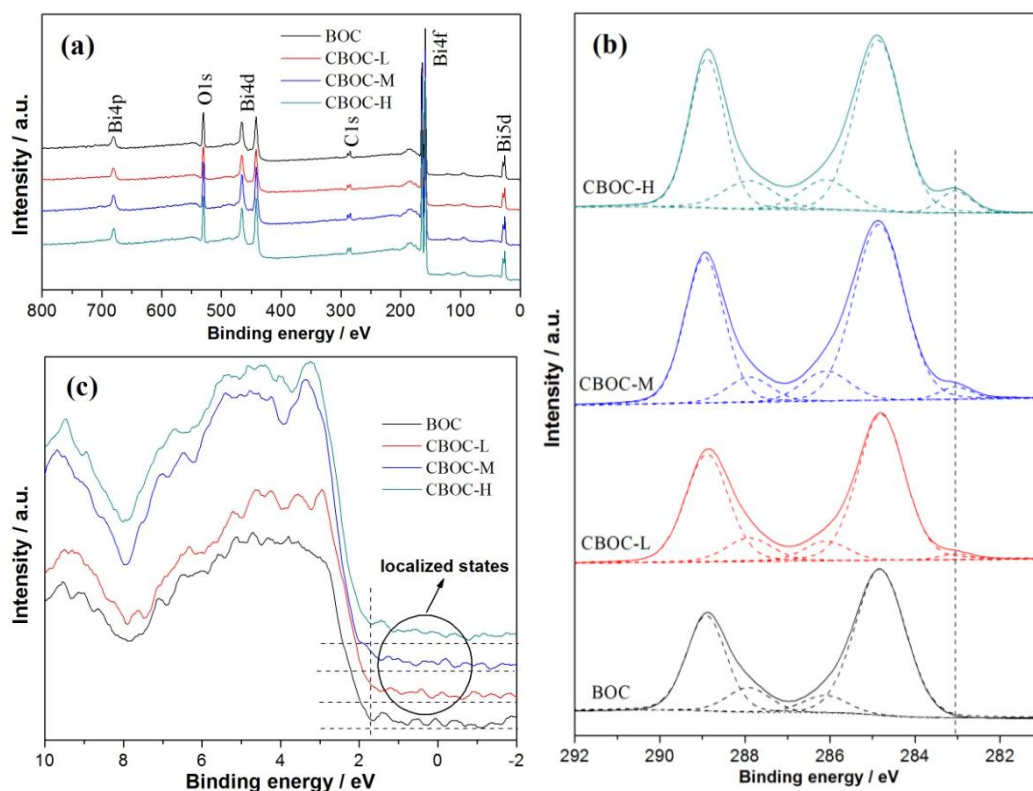 (a)
BOC
CBOC-L
CBOC-M
CBOC-H
Bi4p
O1s
Bi4d
C1s
Bi4f
Bi5d
Intensity / a.u.
800 700 600 500 400 300 200 100 0
Binding energy / eV
(b)
CBOC-H
CBOC-M
CBOC-L
BOC
Intensity / a.u.
292 290 288 286 284 282
Binding energy / eV
(c)
BOC
CBOC-L
CBOC-M
CBOC-H
localized states
Intensity / a.u.
10 8 6 4 2 0 -2
Binding energy / eV